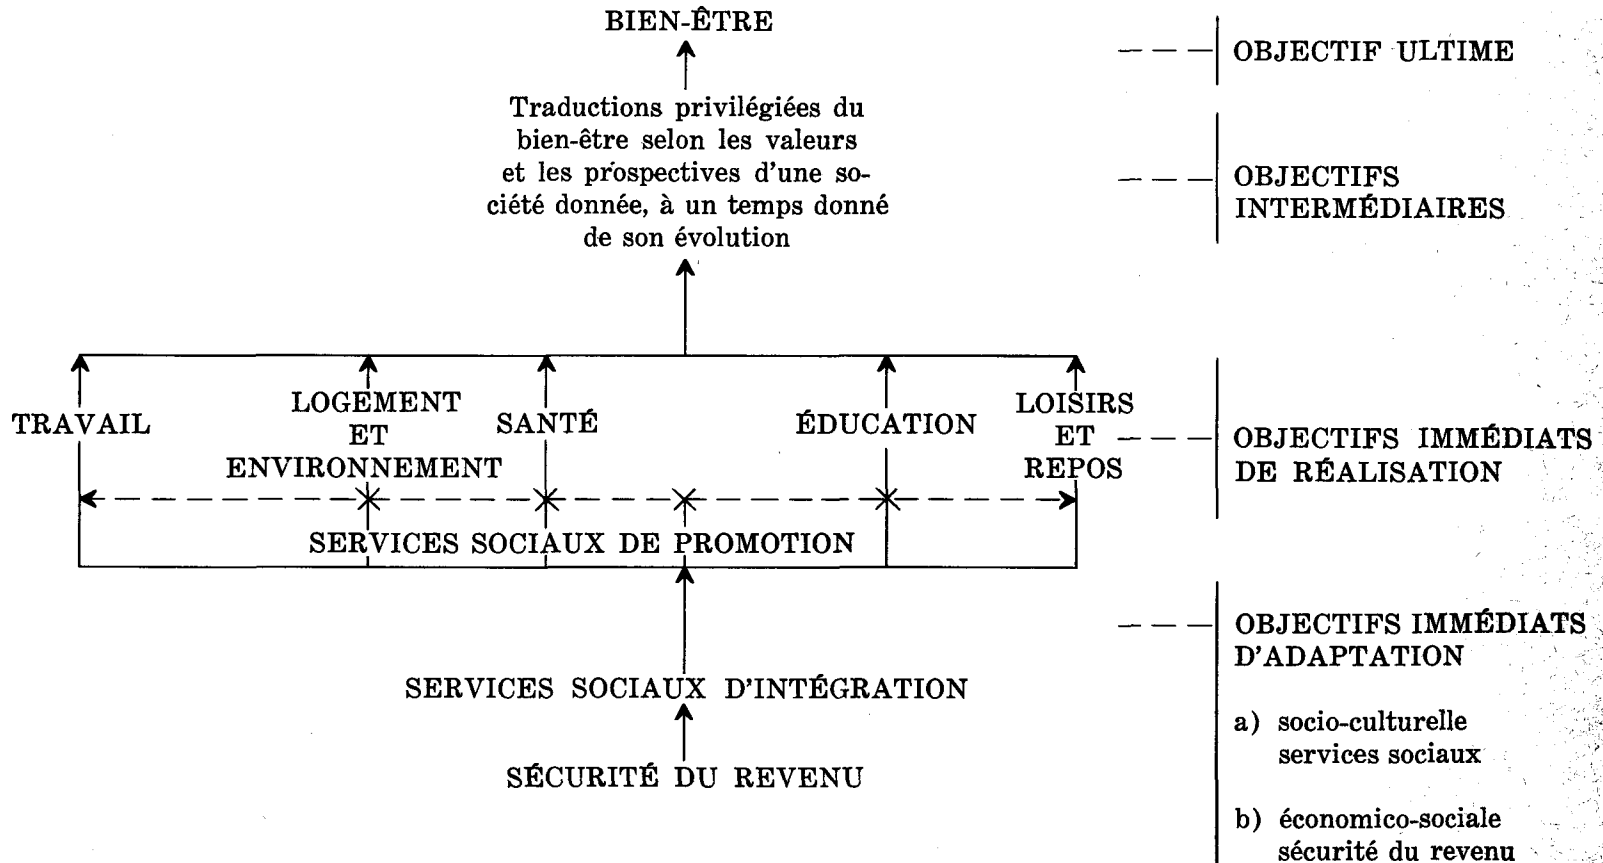 BIEN-ÊTRE
OBJECTIF ULTIME
Traductions privilégiées du
bien-être selon les valeurs
et les prospectives d'une so-
ciété donnée, à un temps donné
de son évolution
OBJECTIFS
INTERMÉDIAIRES
TRAVAIL
LOGEMENT
ET
ENVIRONNEMENT
SANTÉ
ÉDUCATION
LOISIRS
ET
REPOS
OBJECTIFS IMMÉDIATS
DE RÉALISATION
SERVICES SOCIAUX DE PROMOTION
OBJECTIFS IMMÉDIATS
D'ADAPTATION
SERVICES SOCIAUX D'INTÉGRATION
a) socio-culturelle
services sociaux
SÉCURITÉ DU REVENU
b) économico-sociale
sécurité du revenu